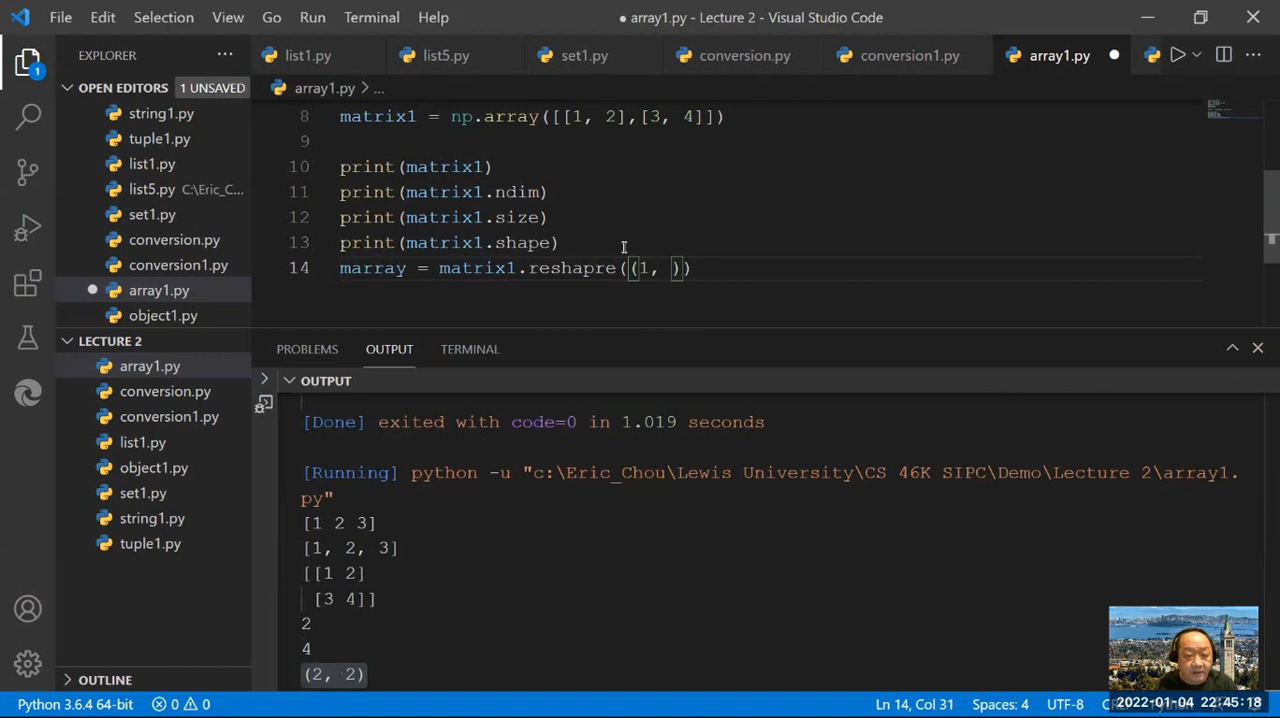 File Edit Selection View Go Run Terminal Help ● array1.py - Lecture 2 - Visual Studio Code
EXPLORER ···
list1.py list5.py set1.py conversion.py conversion1.py array1.py ● ···
OPEN EDITORS 1 UNSAVED
string1.py
tuple1.py
list1.py
list5.py C:\Eric_C...
set1.py
conversion.py
conversion1.py
● array1.py
object1.py
LECTURE 2
array1.py
conversion.py
conversion1.py
list1.py
object1.py
set1.py
string1.py
tuple1.py
OUTLINE
1
array1.py > ...
8 matrix1 = np.array([[1, 2],[3, 4]])
9
10 print(matrix1)
11 print(matrix1.ndim)
12 print(matrix1.size)
13 print(matrix1.shape)
14 marray = matrix1.reshapre((1, ))
PROBLEMS OUTPUT TERMINAL
OUTPUT
[Done] exited with code=0 in 1.019 seconds
[Running] python -u "c:\Eric_Chou\Lewis University\CS 46K SIPC\Demo\Lecture 2\array1.
py"
[1 2 3]
[1, 2, 3]
[[1 2]
[3 4]]
2
4
(2, 2)
Python 3.6.4 64-bit 0 0 Ln 14, Col 31 Spaces: 4 UTF-8
2022-01-04 22:45:18